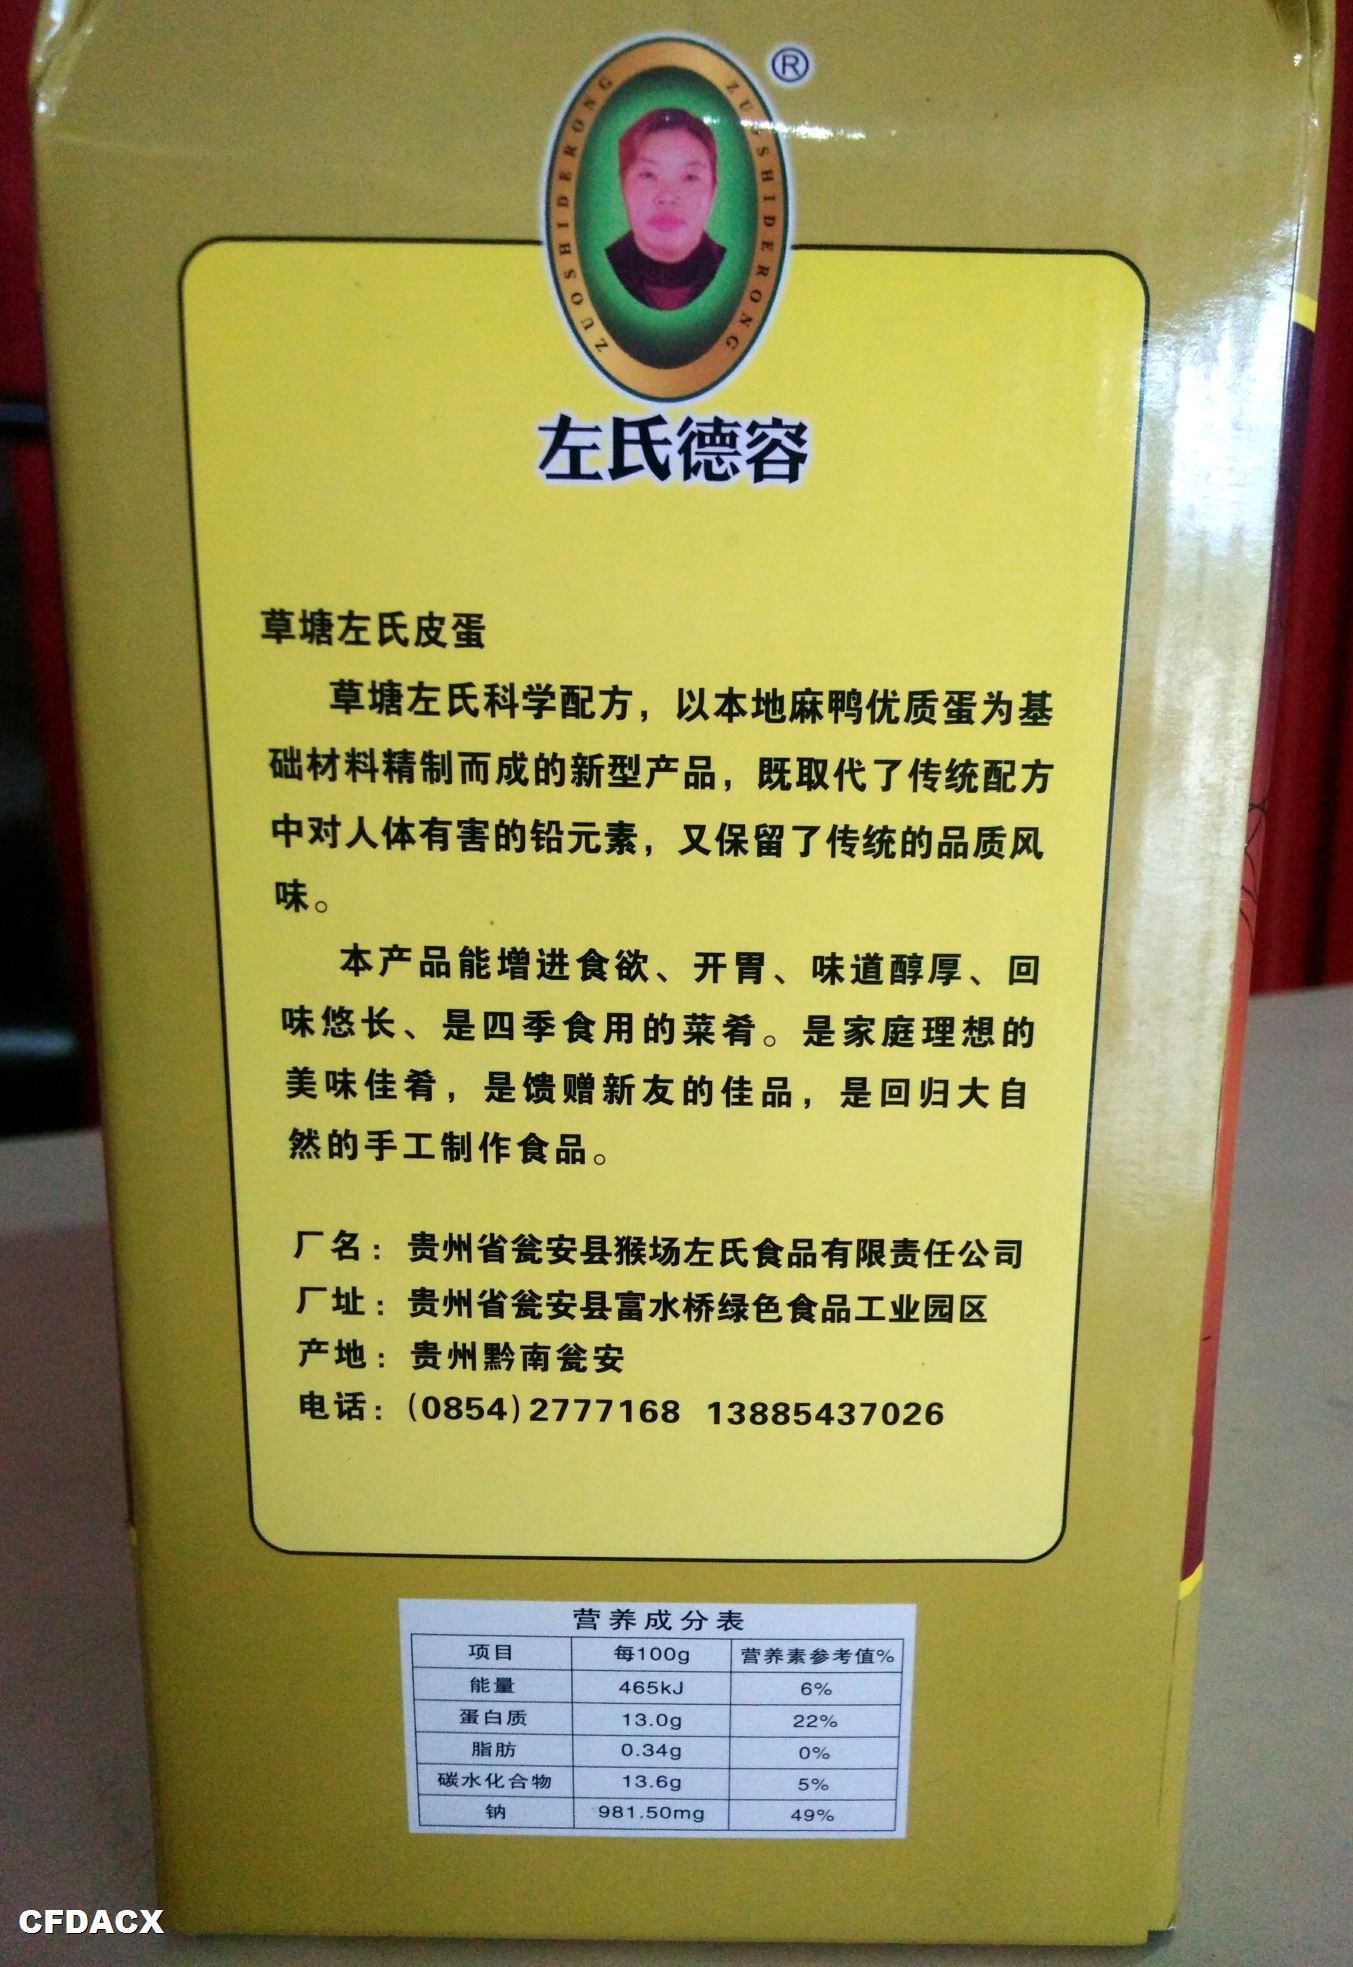 ®
ZUOSHIDERONG ZUOSHIDERONG
左氏德容
草塘左氏皮蛋
草塘左氏科学配方，以本地麻鸭优质蛋为基
础材料精制而成的新型产品，既取代了传统配方
中对人体有害的铅元素，又保留了传统的品质风
味。
本产品能增进食欲、开胃、味道醇厚、回
味悠长、是四季食用的菜肴。是家庭理想的
美味佳肴，是馈赠新友的佳品，是回归大自
然的手工制作食品。
厂名：贵州省瓮安县猴场左氏食品有限责任公司
厂址：贵州省瓮安县富水桥绿色食品工业园区
产地：贵州黔南瓮安
电话：(0854)2777168 13885437026
营养成分表
项目 每100g 营养素参考值%
能量 465kJ 6%
蛋白质 13.0g 22%
脂肪 0.34g 0%
碳水化合物 13.6g 5%
钠 981.50mg 49%
CFDACX